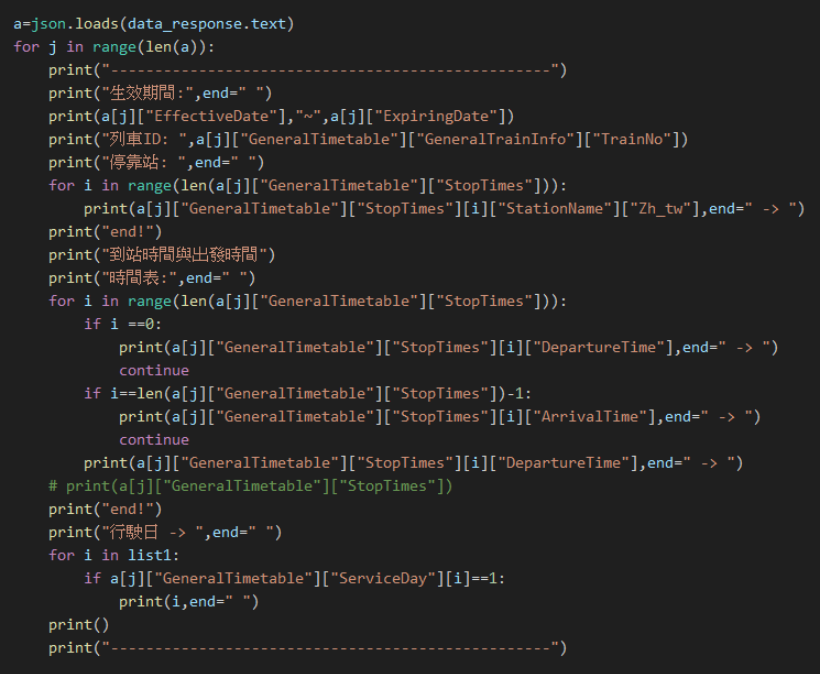 a=json.loads(data_response.text)
for j in range(len(a)):
    print("--------------------------------------------------")
    print("生效期間:",end=" ")
    print(a[j]["EffectiveDate"],"~",a[j]["ExpiringDate"])
    print("列車ID: ",a[j]["GeneralTimetable"]["GeneralTrainInfo"]["TrainNo"])
    print("停靠站: ",end=" ")
    for i in range(len(a[j]["GeneralTimetable"]["StopTimes"])):
        print(a[j]["GeneralTimetable"]["StopTimes"][i]["StationName"]["Zh_tw"],end=" -> ")
    print("end!")
    print("到站時間與出發時間")
    print("時間表:",end=" ")
    for i in range(len(a[j]["GeneralTimetable"]["StopTimes"])):
        if i ==0:
            print(a[j]["GeneralTimetable"]["StopTimes"][i]["DepartureTime"],end=" -> ")
            continue
        if i==len(a[j]["GeneralTimetable"]["StopTimes"])-1:
            print(a[j]["GeneralTimetable"]["StopTimes"][i]["ArrivalTime"],end=" -> ")
            continue
        print(a[j]["GeneralTimetable"]["StopTimes"][i]["DepartureTime"],end=" -> ")
    # print(a[j]["GeneralTimetable"]["StopTimes"])
    print("end!")
    print("行駛日 -> ",end=" ")
    for i in list1:
        if a[j]["GeneralTimetable"]["ServiceDay"][i]==1:
            print(i,end=" ")
    print()
    print("--------------------------------------------------")